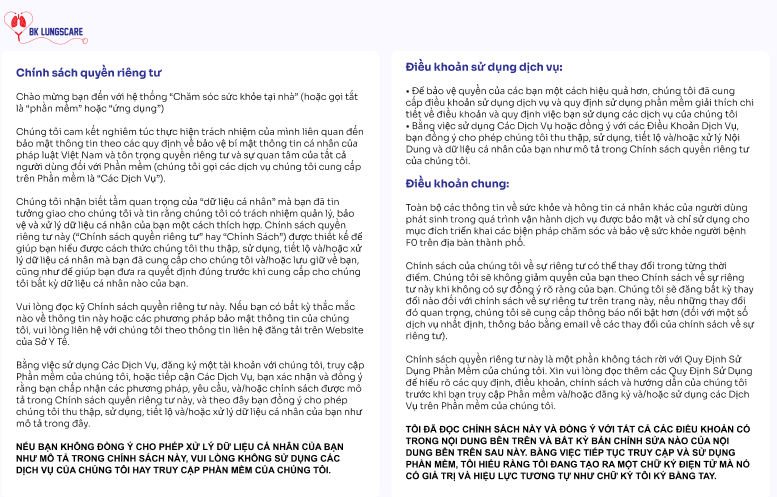 BK LUNGSCARE
Chính sách quyền riêng tư
Chào mừng bạn đến với hệ thống “Chăm sóc sức khỏe tại nhà” (hoặc gọi tắt
là “phần mềm” hoặc “ứng dụng”)
Chúng tôi cam kết nghiêm túc thực hiện trách nhiệm của mình liên quan đến
bảo mật thông tin theo các quy định về bảo vệ bí mật thông tin cá nhân của
pháp luật Việt Nam và tôn trọng quyền riêng tư và sự quan tâm của tất cả
người dùng đối với Phần mềm (chúng tôi gọi các dịch vụ chúng tôi cung cấp
trên Phần mềm là “Các Dịch Vụ”).
Chúng tôi nhận biết tầm quan trọng của “dữ liệu cá nhân” mà bạn đã tin
tưởng giao cho chúng tôi và tin rằng chúng tôi có trách nhiệm quản lý, bảo
vệ và xử lý dữ liệu cá nhân của bạn một cách thích hợp. Chính sách quyền
riêng tư này (“Chính sách quyền riêng tư” hay “Chính Sách”) được thiết kế để
giúp bạn hiểu được cách thức chúng tôi thu thập, sử dụng, tiết lộ và/hoặc xử
lý dữ liệu cá nhân mà bạn đã cung cấp cho chúng tôi và/hoặc lưu giữ về bạn,
cũng như để giúp bạn đưa ra quyết định đúng trước khi cung cấp cho chúng
tôi bất kỳ dữ liệu cá nhân nào của bạn.
Vui lòng đọc kỹ Chính sách quyền riêng tư này. Nếu bạn có bất kỳ thắc mắc
nào về thông tin này hoặc các phương pháp bảo mật thông tin của chúng
tôi, vui lòng liên hệ với chúng tôi theo thông tin liên hệ đăng tải trên Website
của Sở Y Tế.
Bằng việc sử dụng Các Dịch Vụ, đăng ký một tài khoản với chúng tôi, truy cập
Phần mềm của chúng tôi, hoặc tiếp cận Các Dịch Vụ, bạn xác nhận và đồng ý
rằng bạn chấp nhận các phương pháp, yêu cầu, và/hoặc chính sách được mô
tả trong Chính sách quyền riêng tư này, và theo đây bạn đồng ý cho phép
chúng tôi thu thập, sử dụng, tiết lộ và/hoặc xử lý dữ liệu cá nhân của bạn như
mô tả trong đây.
NẾU BẠN KHÔNG ĐỒNG Ý CHO PHÉP XỬ LÝ DỮ LIỆU CÁ NHÂN CỦA BẠN
NHƯ MÔ TẢ TRONG CHÍNH SÁCH NÀY, VUI LÒNG KHÔNG SỬ DỤNG CÁC
DỊCH VỤ CỦA CHÚNG TÔI HAY TRUY CẬP PHẦN MỀM CỦA CHÚNG TÔI.
Điều khoản sử dụng dịch vụ:
• Để bảo vệ quyền của các bạn một cách hiệu quả hơn, chúng tôi đã cung
cấp điều khoản sử dụng dịch vụ và quy định sử dụng phần mềm giải thích chi
tiết về điều khoản và quy định việc bạn sử dụng các dịch vụ của chúng tôi
• Bằng việc sử dụng Các Dịch Vụ hoặc đồng ý với các Điều Khoản Dịch Vụ,
bạn đồng ý cho phép chúng tôi thu thập, sử dụng, tiết lộ và/hoặc xử lý Nội
Dung và dữ liệu cá nhân của bạn như mô tả trong Chính sách quyền riêng tư
của chúng tôi.
Điều khoản chung:
Toàn bộ các thông tin về sức khỏe và hông tin cá nhân khác của người dùng
phát sinh trong quá trình vận hành dịch vụ được bảo mật và chỉ sử dụng cho
mục đích triển khai các biện pháp chăm sóc và bảo vệ sức khỏe người bệnh
F0 trên địa bàn thành phố.
Chính sách của chúng tôi về sự riêng tư có thể thay đổi trong từng thời
điểm. Chúng tôi sẽ không giảm quyền của bạn theo Chính sách về sự riêng
tư này khi không có sự đồng ý rõ ràng của bạn. Chúng tôi sẽ đăng bất kỳ thay
đổi nào đối với chính sách về sự riêng tư trên trang này, nếu những thay đổi
đó quan trọng, chúng tôi sẽ cung cấp thông báo nổi bật hơn (đối với một số
dịch vụ nhất định, thông báo bằng email về các thay đổi của chính sách về sự
riêng tư).
Chính sách quyền riêng tư này là một phần không tách rời với Quy Định Sử
Dụng Phần Mềm của chúng tôi. Xin vui lòng đọc thêm các Quy Định Sử Dụng
để hiểu rõ các quy định, điều khoản, chính sách và hướng dẫn của chúng tôi
trước khi bạn truy cập Phần mềm và/hoặc đăng ký và/hoặc sử dụng các Dịch
Vụ trên Phần mềm của chúng tôi.
TÔI ĐÃ ĐỌC CHÍNH SÁCH NÀY VÀ ĐỒNG Ý VỚI TẤT CẢ CÁC ĐIỀU KHOẢN CÓ
TRONG NỘI DUNG BÊN TRÊN VÀ BẤT KỲ BẢN CHỈNH SỬA NÀO CỦA NỘI
DUNG BÊN TRÊN SAU NÀY. BẰNG VIỆC TIẾP TỤC TRUY CẬP VÀ SỬ DỤNG
PHẦN MỀM, TÔI HIỂU RẰNG TÔI ĐANG TẠO RA MỘT CHỮ KÝ ĐIỆN TỬ MÀ NÓ
CÓ GIÁ TRỊ VÀ HIỆU LỰC TƯƠNG TỰ NHƯ CHỮ KÝ TÔI KÝ BẰNG TAY.